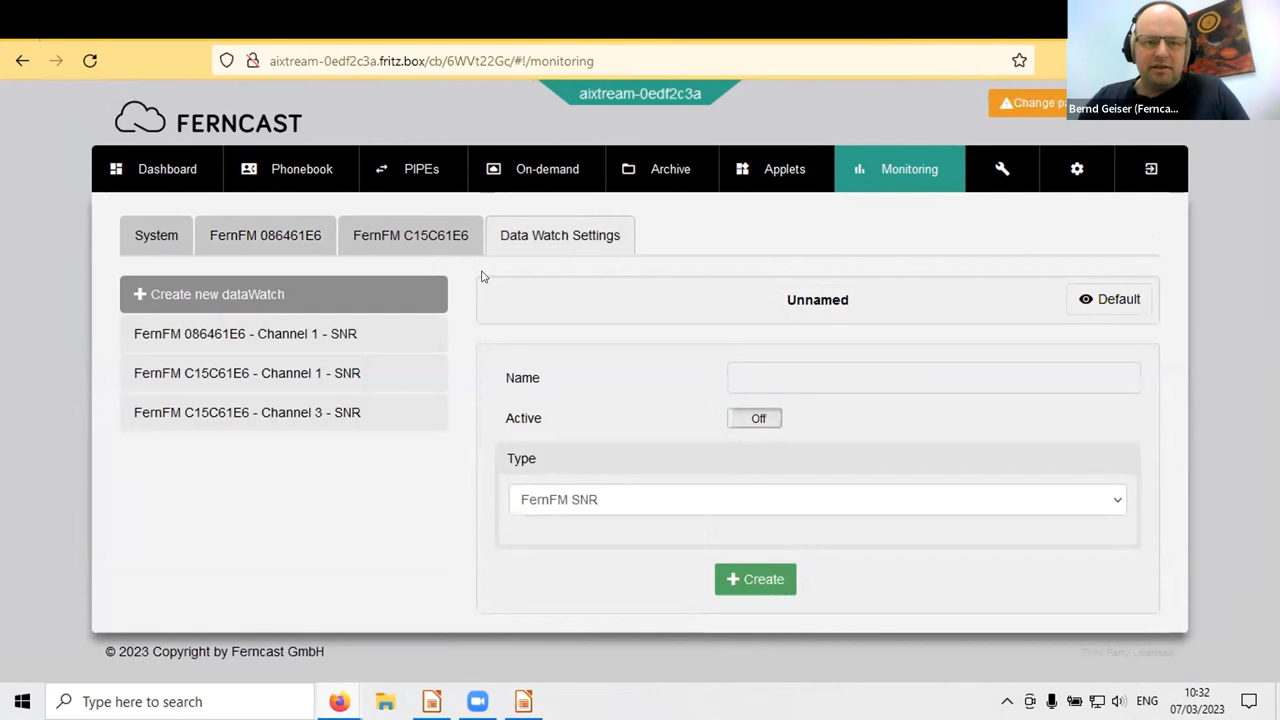 aixtream-0edf2c3a.fritz.box/cb/6WVt22Gc/#!/monitoring
Bernd Geiser (Fernca...
aixtream-0edf2c3a
FERNCAST
Change
Dashboard
Phonebook
PIPEs
On-demand
Archive
Applets
Monitoring
System
FernFM 086461E6
FernFM C15C61E6
Data Watch Settings
Create new dataWatch
Unnamed
Default
FernFM 086461E6 - Channel 1 - SNR
FernFM C15C61E6 - Channel 1 - SNR
FernFM C15C61E6 - Channel 3 - SNR
Name
Active
Off
Type
FernFM SNR
Create
© 2023 Copyright by Ferncast GmbH
Third Party Licenses
Type here to search
ENG
10:32
07/03/2023